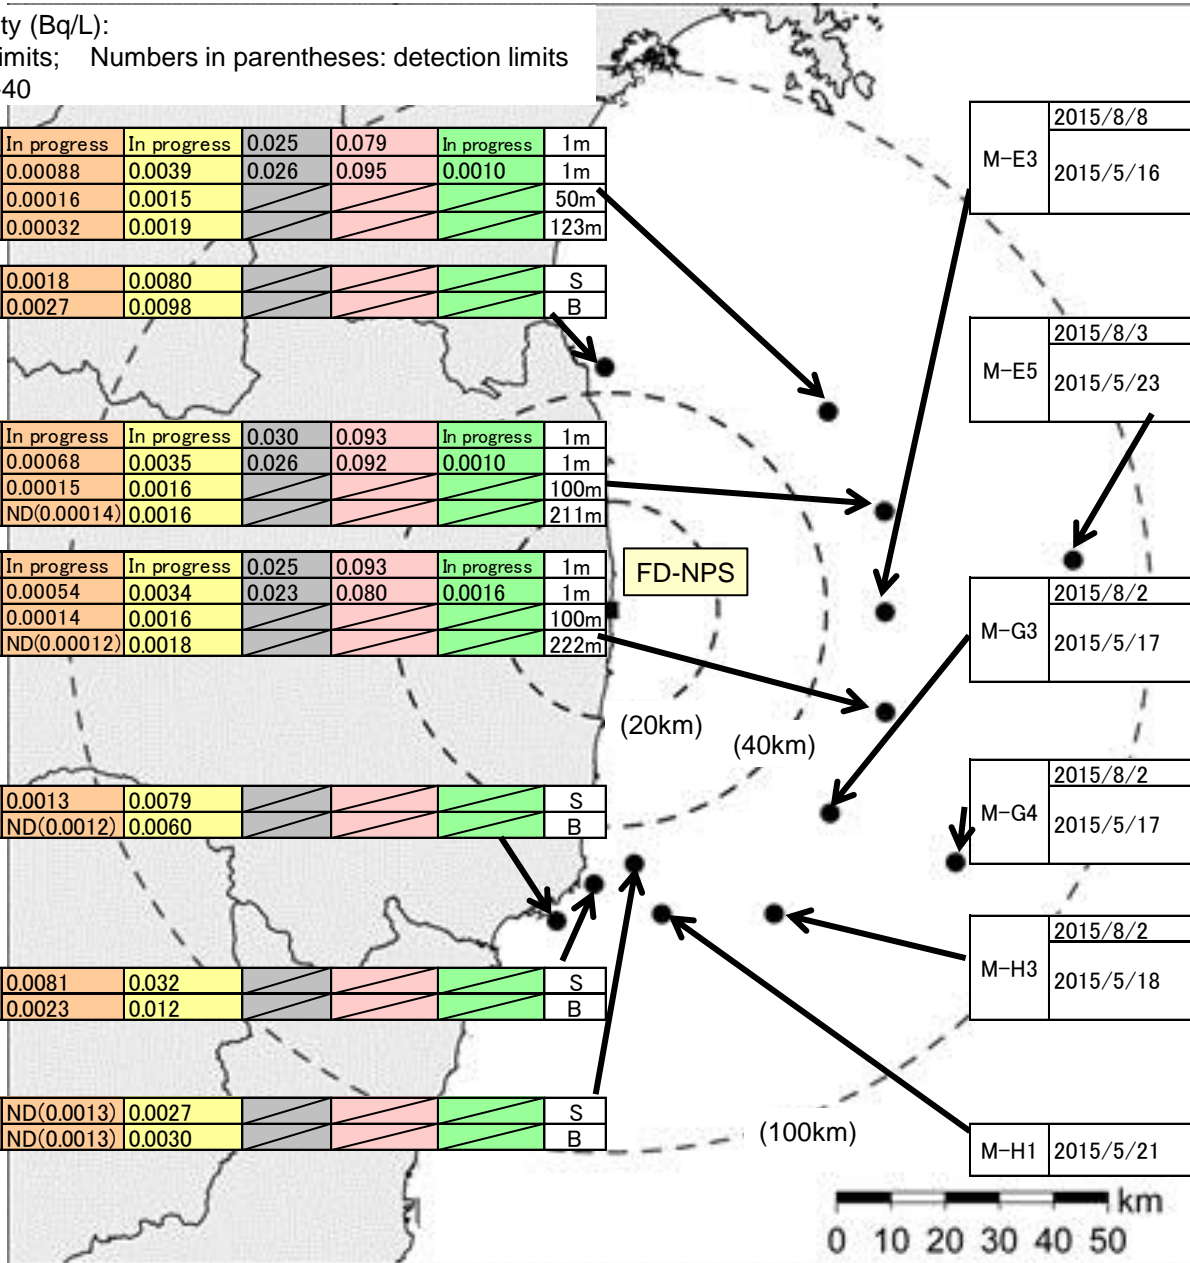 ty (Bq/L):
imits; Numbers in parentheses: detection limits
40
In progress In progress 0.025 0.079 In progress 1m
0.00088 0.0039 0.026 0.095 0.0010 1m
0.00016 0.0015 50m
0.00032 0.0019 123m
0.0018 0.0080 S
0.0027 0.0098 B
In progress In progress 0.030 0.093 In progress 1m
0.00068 0.0035 0.026 0.092 0.0010 1m
0.00015 0.0016 100m
ND(0.00014) 0.0016 211m
In progress In progress 0.025 0.093 In progress 1m
0.00054 0.0034 0.023 0.080 0.0016 1m
0.00014 0.0016 100m
ND(0.00012) 0.0018 222m
0.0013 0.0079 S
ND(0.0012) 0.0060 B
0.0081 0.032 S
0.0023 0.012 B
ND(0.0013) 0.0027 S
ND(0.0013) 0.0030 B
FD-NPS
(20km)
(40km)
(100km)
M-E3
2015/8/8
2015/5/16
M-E5
2015/8/3
2015/5/23
M-G3
2015/8/2
2015/5/17
M-G4
2015/8/2
2015/5/17
M-H3
2015/8/2
2015/5/18
M-H1 2015/5/21
km
0 10 20 30 40 50